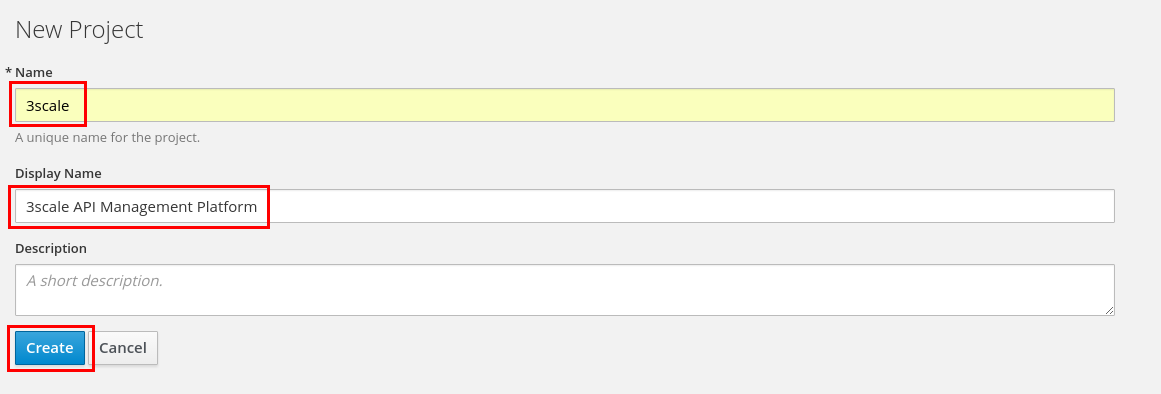 New Project
* Name
3scale
A unique name for the project.
Display Name
3scale API Management Platform
Description
A short description.
Create Cancel